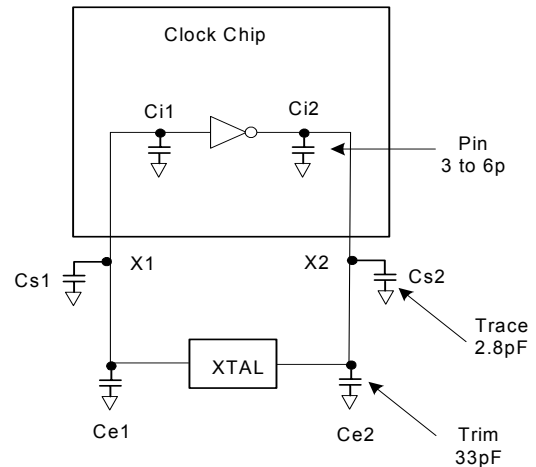 Clock Chip
Ci1
Ci2
Pin
3 to 6p
X1
X2
Cs1
Cs2
Trace
2.8pF
XTAL
Ce1
Ce2
Trim
33pF